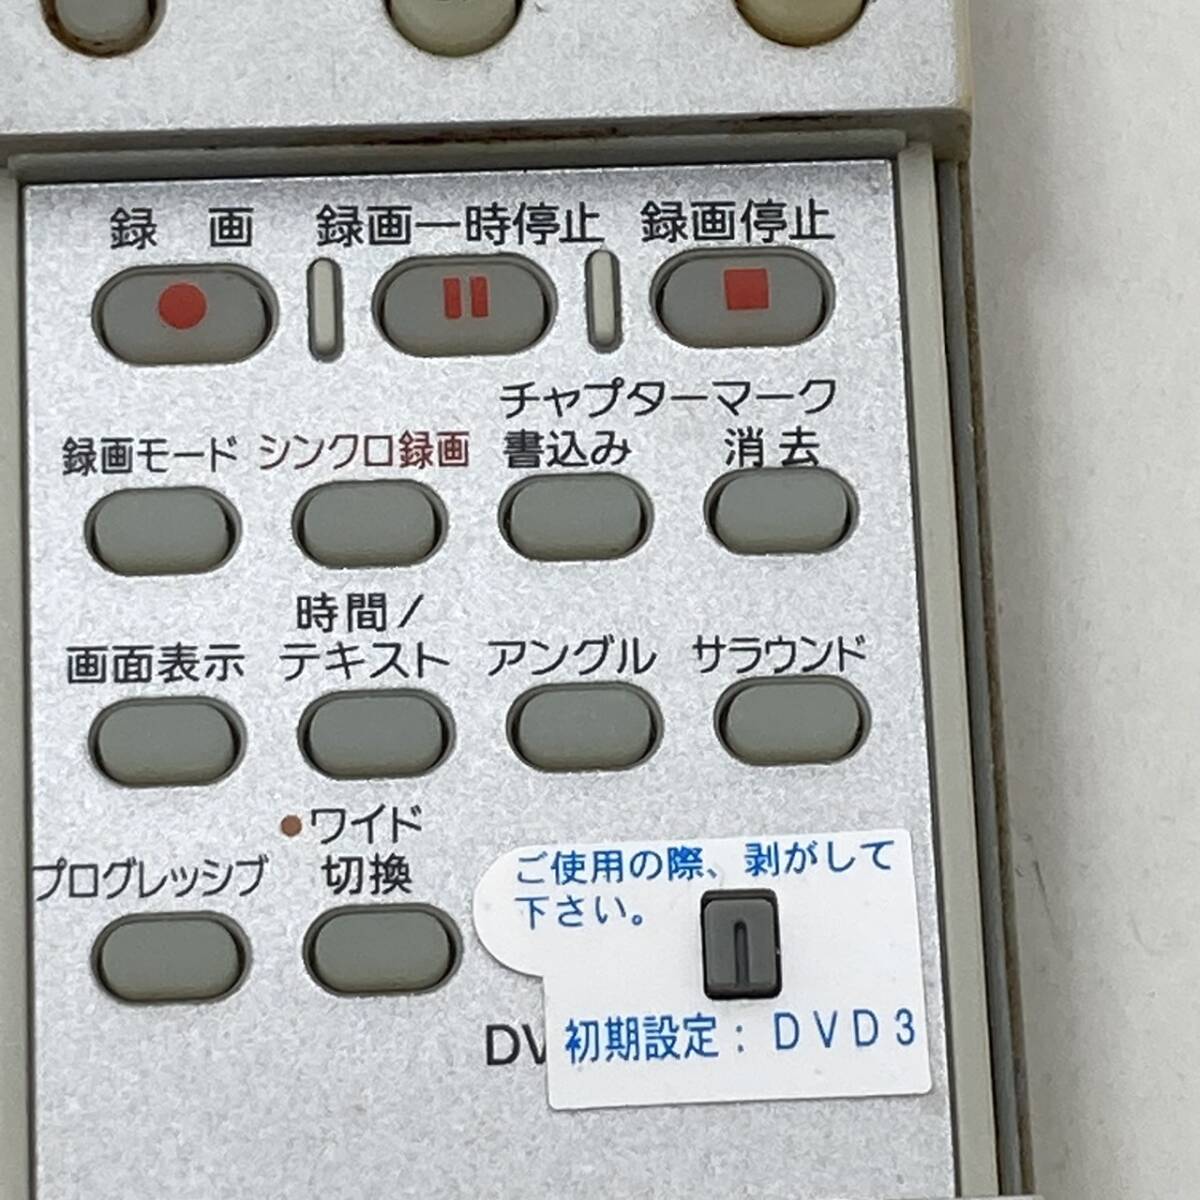 録画 録画一時停止 録画停止
チャプターマーク
録画モード シンクロ録画 書込み 消去
時間/
画面表示 テキスト アングル サラウンド
ワイド
プログレッシブ 切換
ご使用の際、剥がして
下さい。
初期設定：DVD3
DV